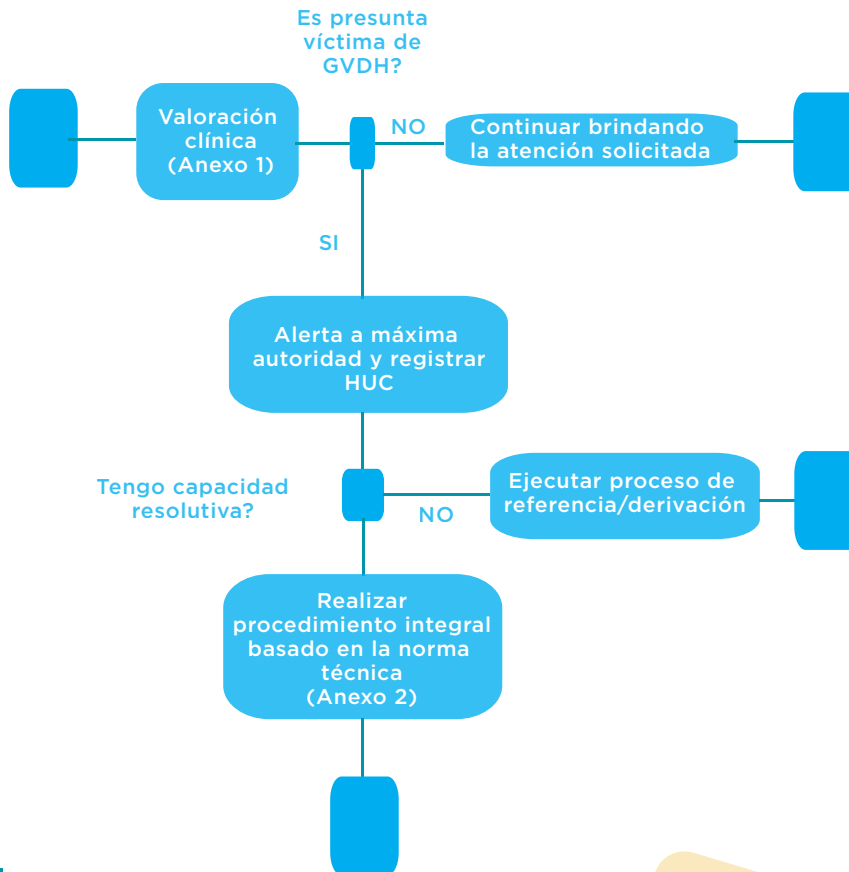 Es presunta
víctima de
GVDH?
Valoración
clínica
(Anexo 1)
NO
Continuar brindando
la atención solicitada
SI
Alerta a máxima
autoridad y registrar
HUC
Tengo capacidad
resolutiva?
NO
Ejecutar proceso de
referencia/derivación
Realizar
procedimiento integral
basado en la norma
técnica
(Anexo 2)